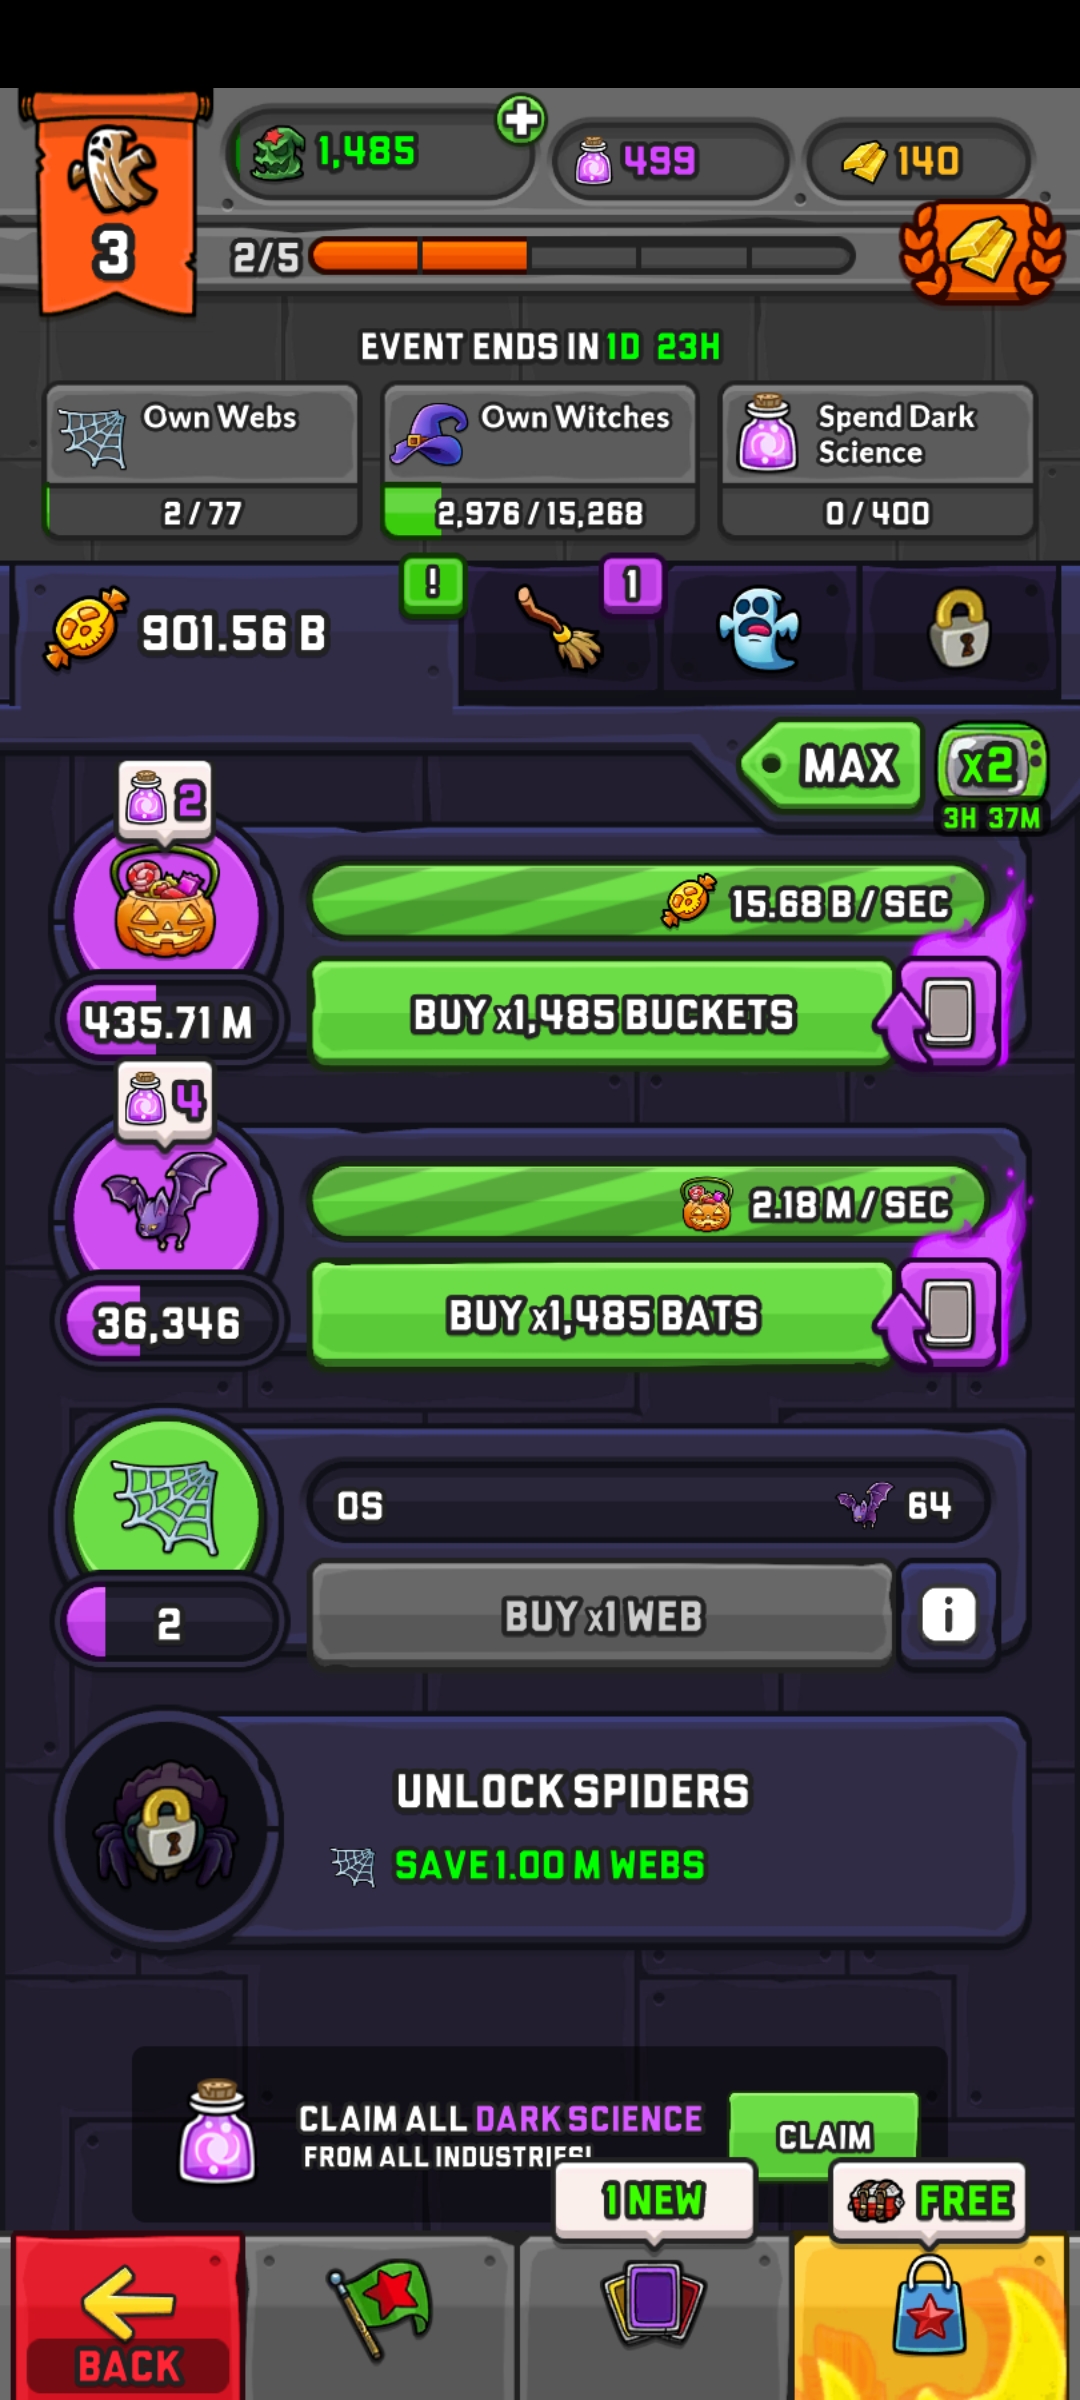 1,485
499
140
3
2/5
EVENT ENDS IN 1D 23H
Own Webs
2/77
Own Witches
2,976/15,268
Spend Dark
Science
0/400
901.56 B
!
1
MAX
x2
3H 37M
2
15.68 B/SEC
435.71 M
BUY x1,485 BUCKETS
4
2.18 M/SEC
36,346
BUY x1,485 BATS
0S
64
2
BUY x1 WEB
i
UNLOCK SPIDERS
SAVE 1.00 M WEBS
CLAIM ALL DARK SCIENCE
FROM ALL INDUSTRIES!
CLAIM
1 NEW
FREE
BACK